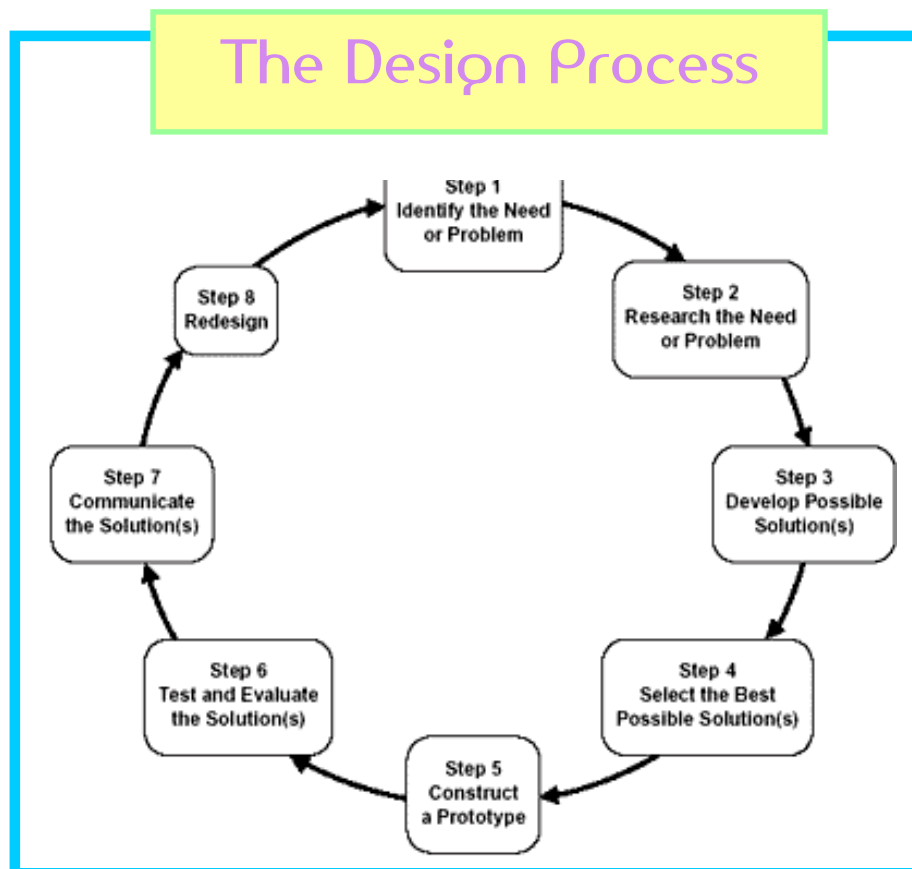 The Design Process
Step 1
Identify the Need
or Problem
Step 2
Research the Need
or Problem
Step 3
Develop Possible
Solution(s)
Step 4
Select the Best
Possible Solution(s)
Step 5
Construct
a Prototype
Step 6
Test and Evaluate
the Solution(s)
Step 7
Communicate
the Solution(s)
Step 8
Redesign